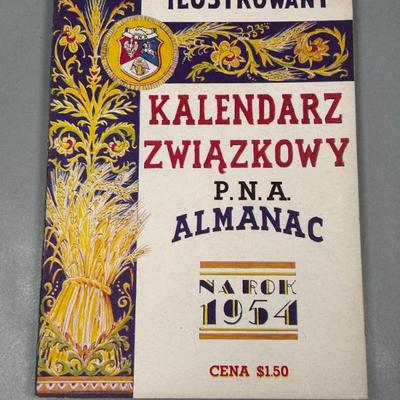 ILUSTROWANY
KALENDARZ
ZWIĄZKOWY
P.N.A.
ALMANAC
NA ROK
1954
CENA $1.50